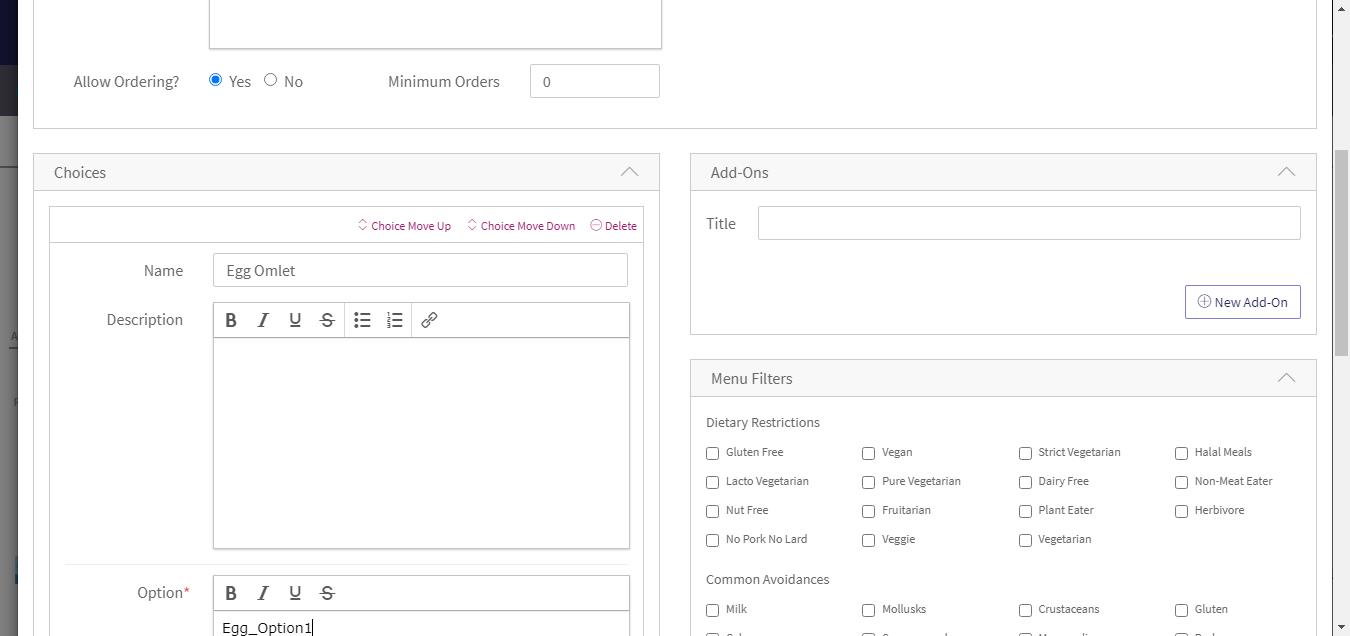 Allow Ordering? Yes No Minimum Orders 0
Choices
Choice Move Up Choice Move Down Delete
Name Egg Omlet
Description B I U S
Option* B I U S
Egg_Option1
Add-Ons
Title
New Add-On
Menu Filters
Dietary Restrictions
Gluten Free Vegan Strict Vegetarian Halal Meals
Lacto Vegetarian Pure Vegetarian Dairy Free Non-Meat Eater
Nut Free Fruitarian Plant Eater Herbivore
No Pork No Lard Veggie Vegetarian
Common Avoidances
Milk Mollusks Crustaceans Gluten